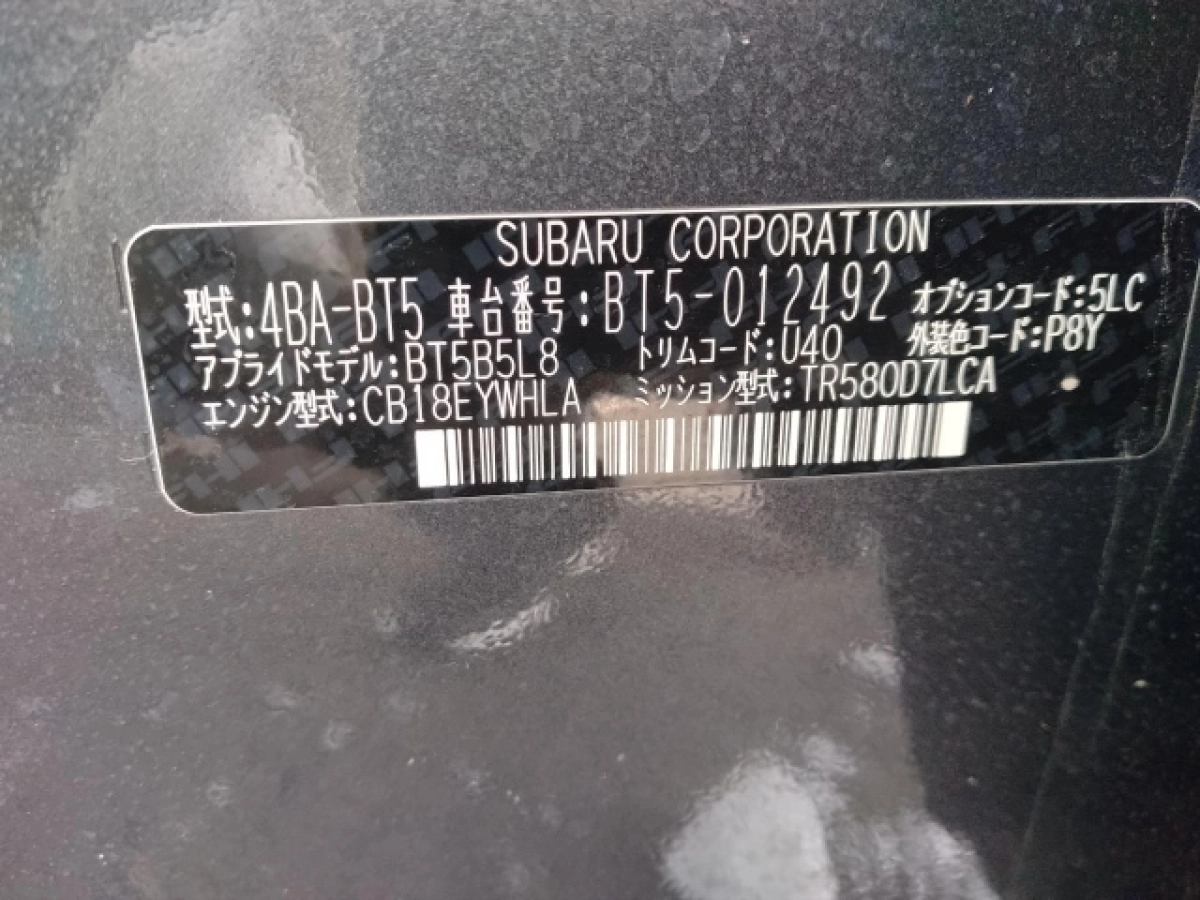 SUBARU CORPORATION
型式:4BA-BT5 車台番号:BT5-012492 オプションコード:5LC
アプライドモデル:BT5B5L8 トリムコード:U40 外装色コード:P8Y
エンジン型式:CB18EYWHLA ミッション型式:TR580D7LCA